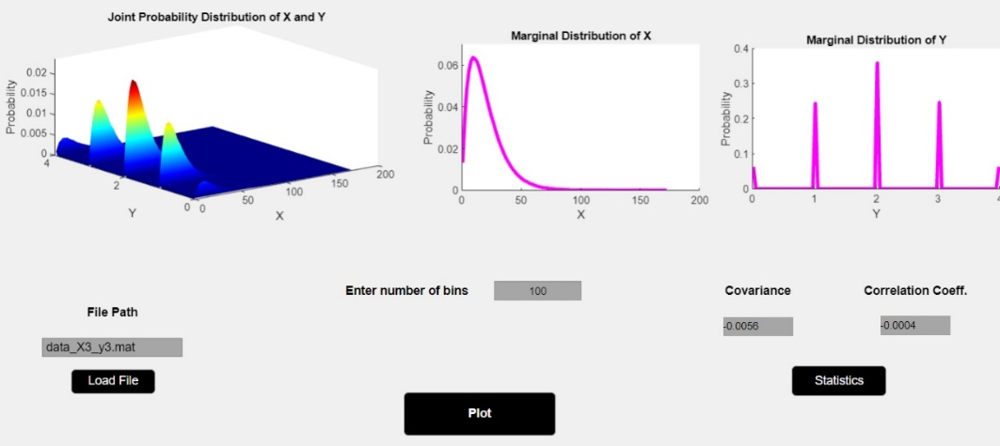 Joint Probability Distribution of X and Y
Probability
0.02
0.015
0.01
0.005
0
4
2
0
Y
0
50
100
150
200
X
Marginal Distribution of X
Probability
0.06
0.04
0.02
0
0
50
100
150
200
X
Marginal Distribution of Y
Probability
0.4
0.3
0.2
0.1
0
0
1
2
3
4
Y
Enter number of bins 100
Covariance Correlation Coeff.
-0.0056 -0.0004
File Path
data_X3_y3.mat
Load File
Statistics
Plot